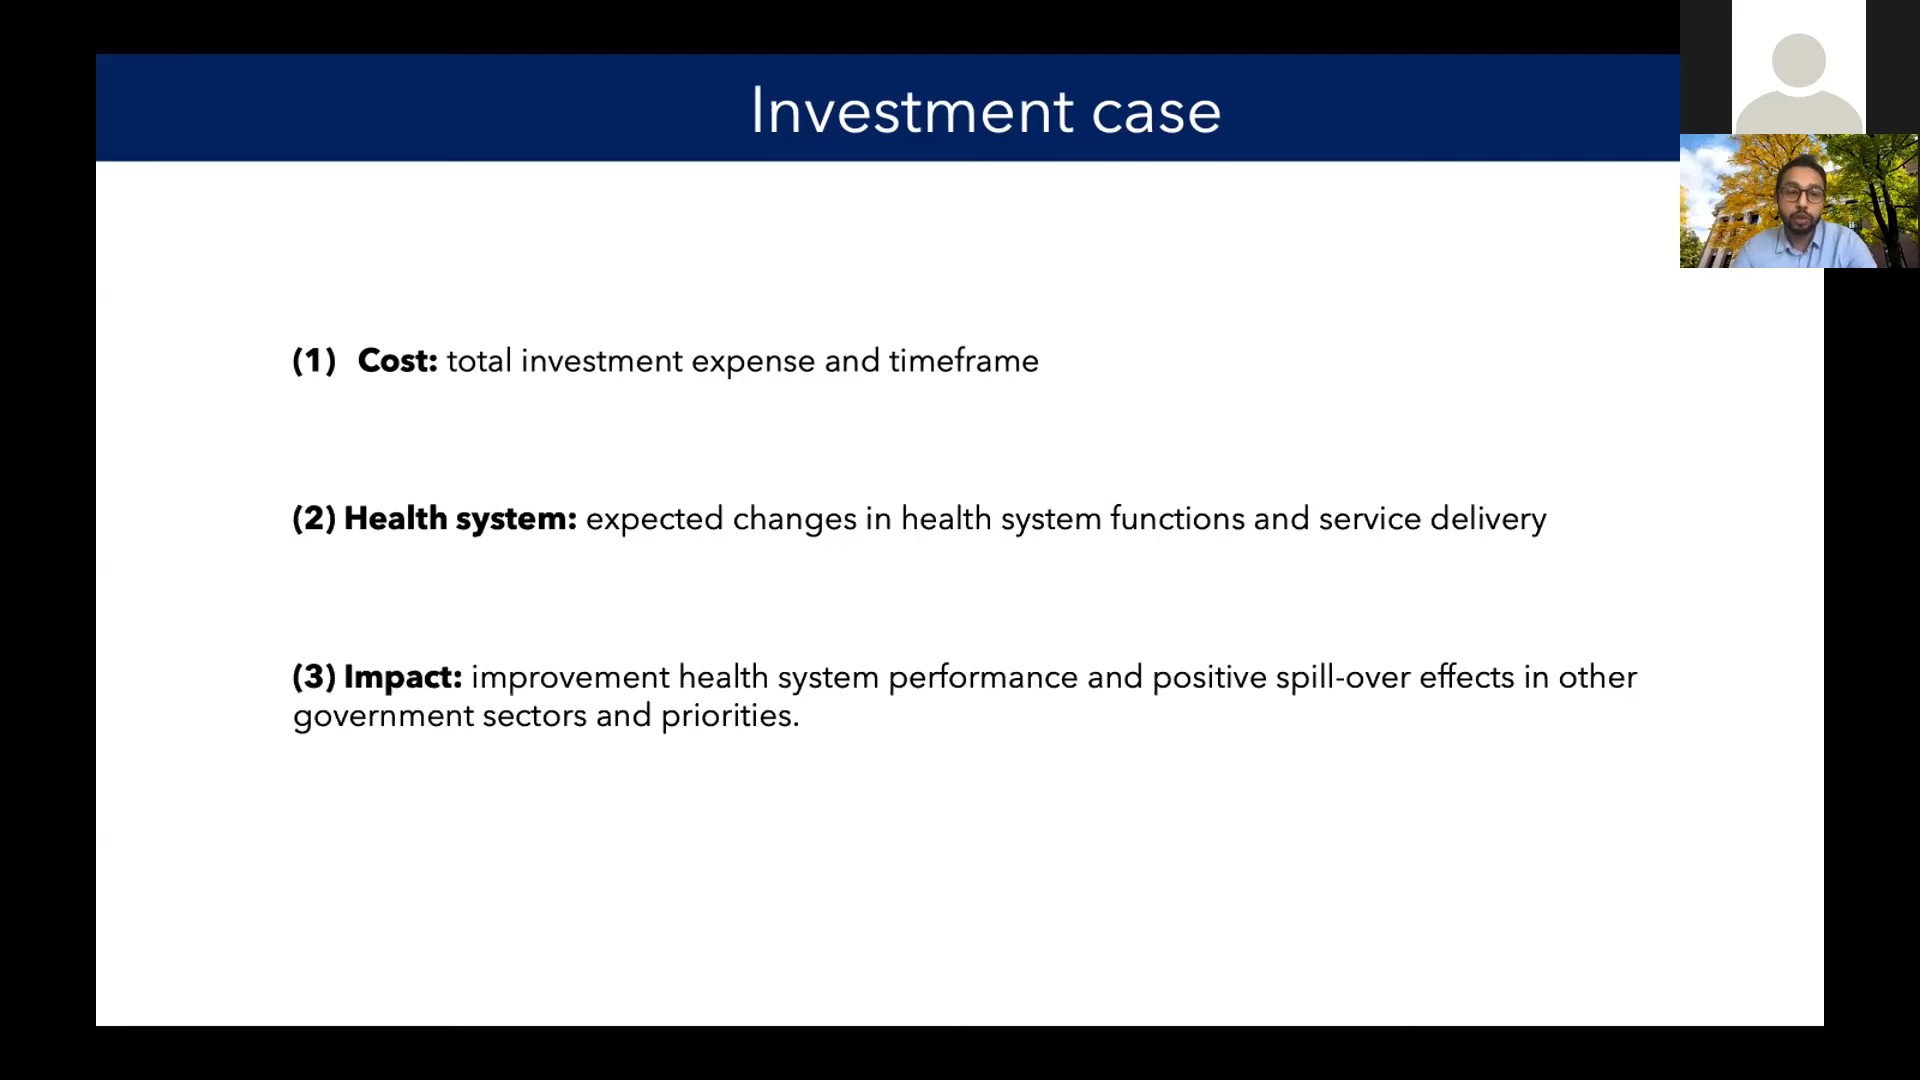 Investment case
(1) Cost: total investment expense and timeframe
(2) Health system: expected changes in health system functions and service delivery
(3) Impact: improvement health system performance and positive spill-over effects in other
government sectors and priorities.